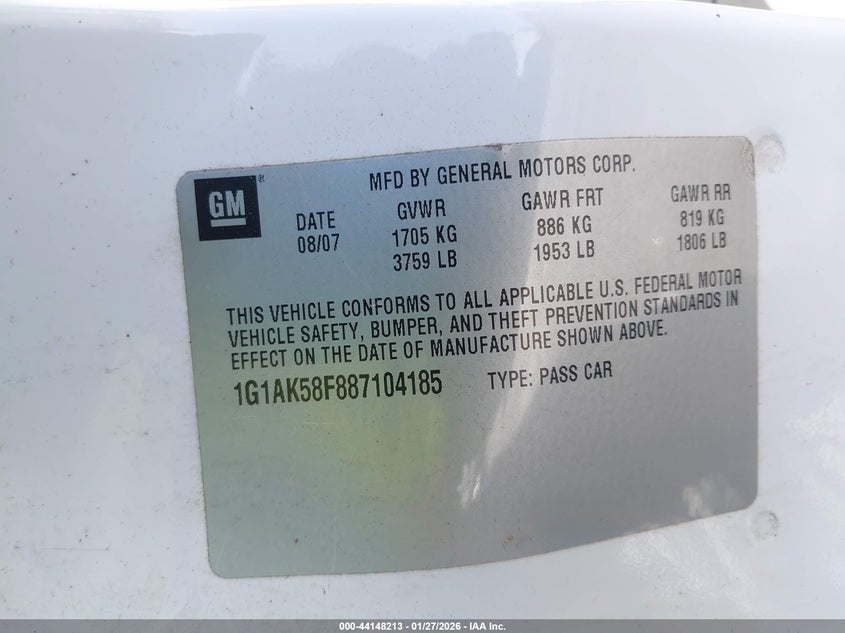 GM
MFD BY GENERAL MOTORS CORP.
DATE GVWR GAWR FRT GAWR RR
08/07 1705 KG 886 KG 819 KG
3759 LB 1953 LB 1806 LB
THIS VEHICLE CONFORMS TO ALL APPLICABLE U.S. FEDERAL MOTOR
VEHICLE SAFETY, BUMPER, AND THEFT PREVENTION STANDARDS IN
EFFECT ON THE DATE OF MANUFACTURE SHOWN ABOVE.
1G1AK58F887104185 TYPE: PASS CAR
000-44148213 - 01/27/2026 - IAA Inc.